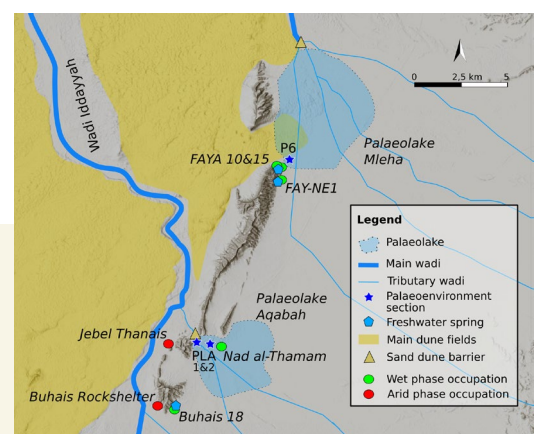 Wadi Iddayyah
0 2,5 km 5
P6
Palaeolake
Mleha
FAYA 10&15
FAY-NE1
Palaeolake
Aqabah
Jebel Thanais
PLA
1&2
Nad al-Thamam
Buhais Rockshelter
Buhais 18
Legend
Palaeolake
Main wadi
Tributary wadi
Palaeoenvironment
section
Freshwater spring
Main dune fields
Sand dune barrier
Wet phase occupation
Arid phase occupation